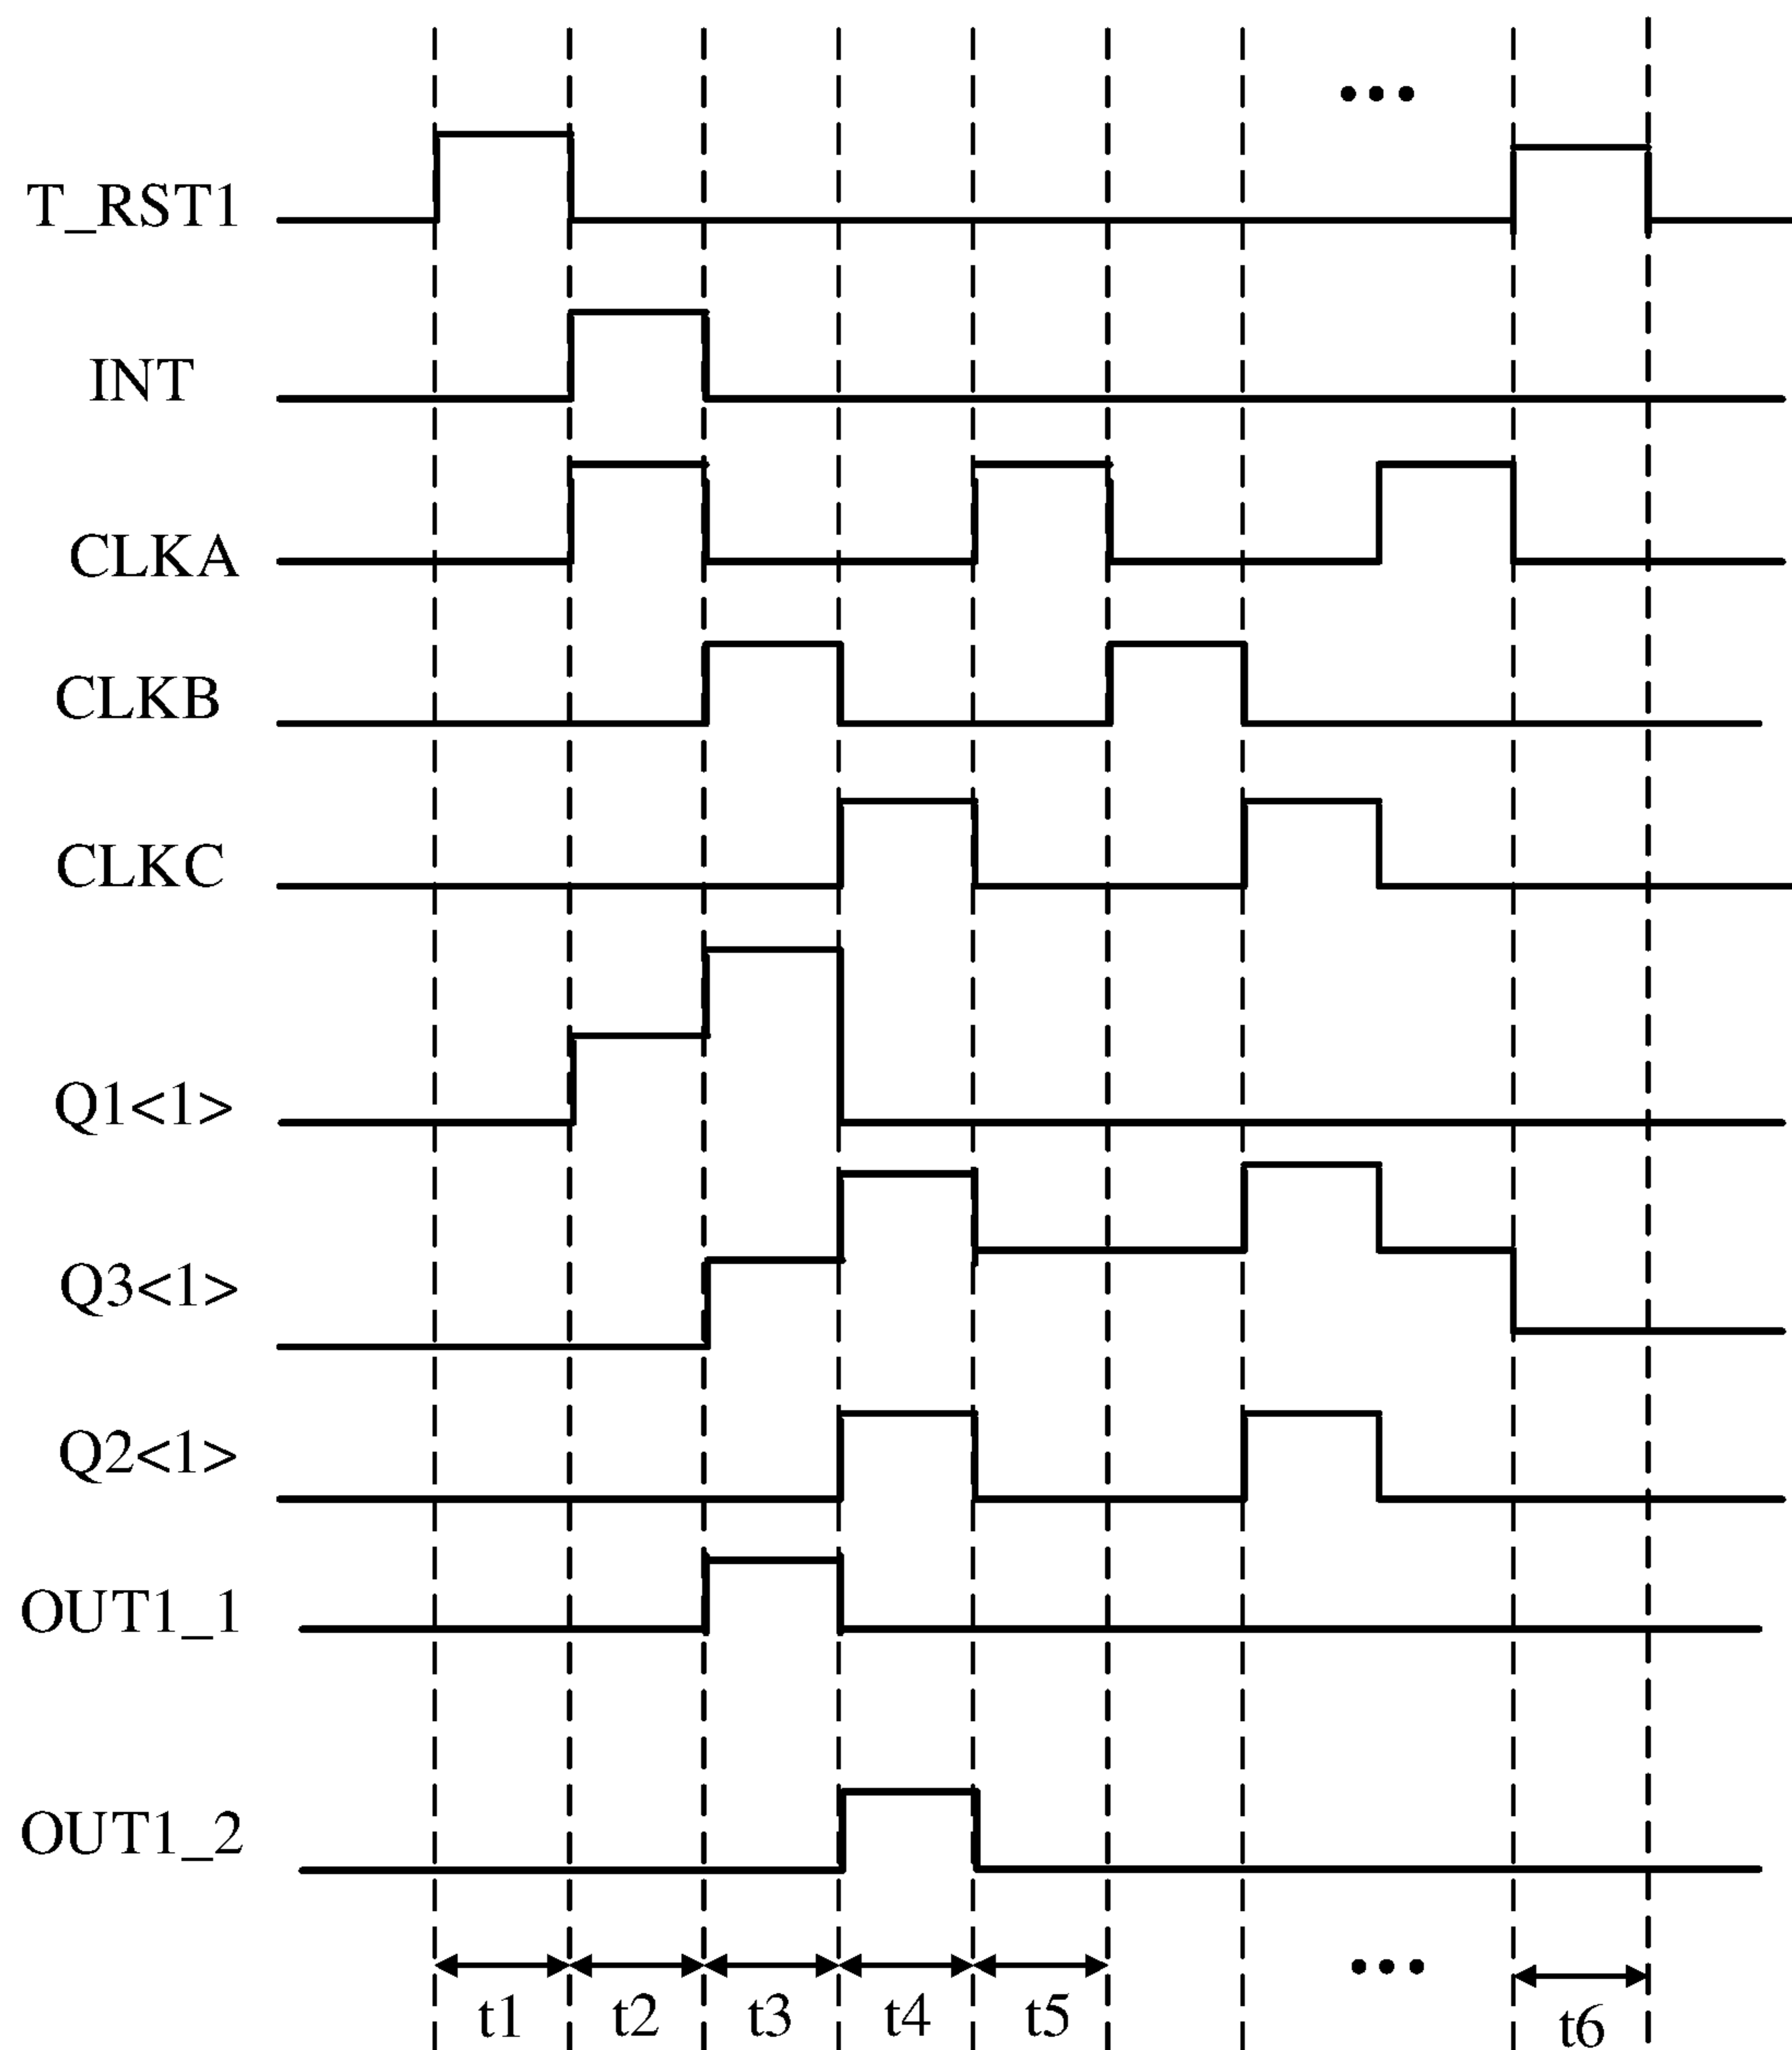 •••
T_RST1
INT
CLKA
CLKB
CLKC
Q1<1>
Q3<1>
Q2<1>
OUT1_1
OUT1_2
•••
t1 t2 t3 t4 t5 t6